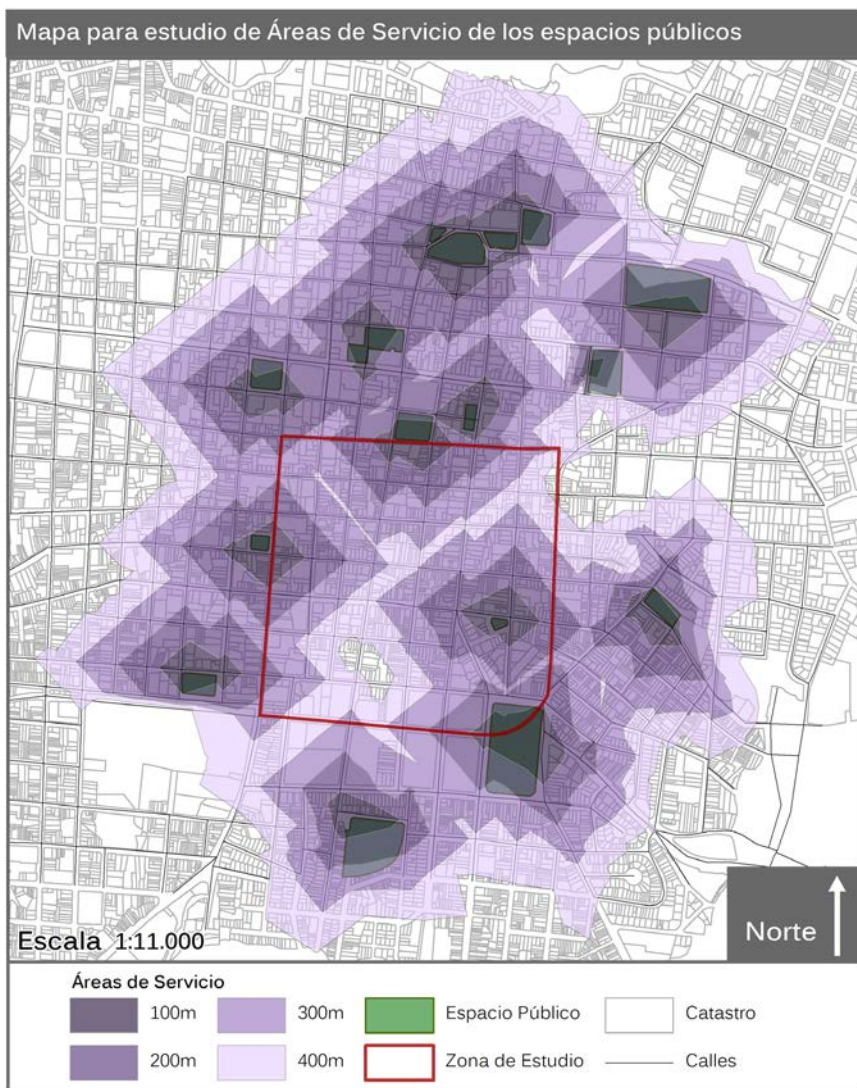 Mapa para estudio de Áreas de Servicio de los espacios públicos
Escala 1:11.000
Norte
Áreas de Servicio
100m
300m
Espacio Público
Catastro
200m
400m
Zona de Estudio
Calles